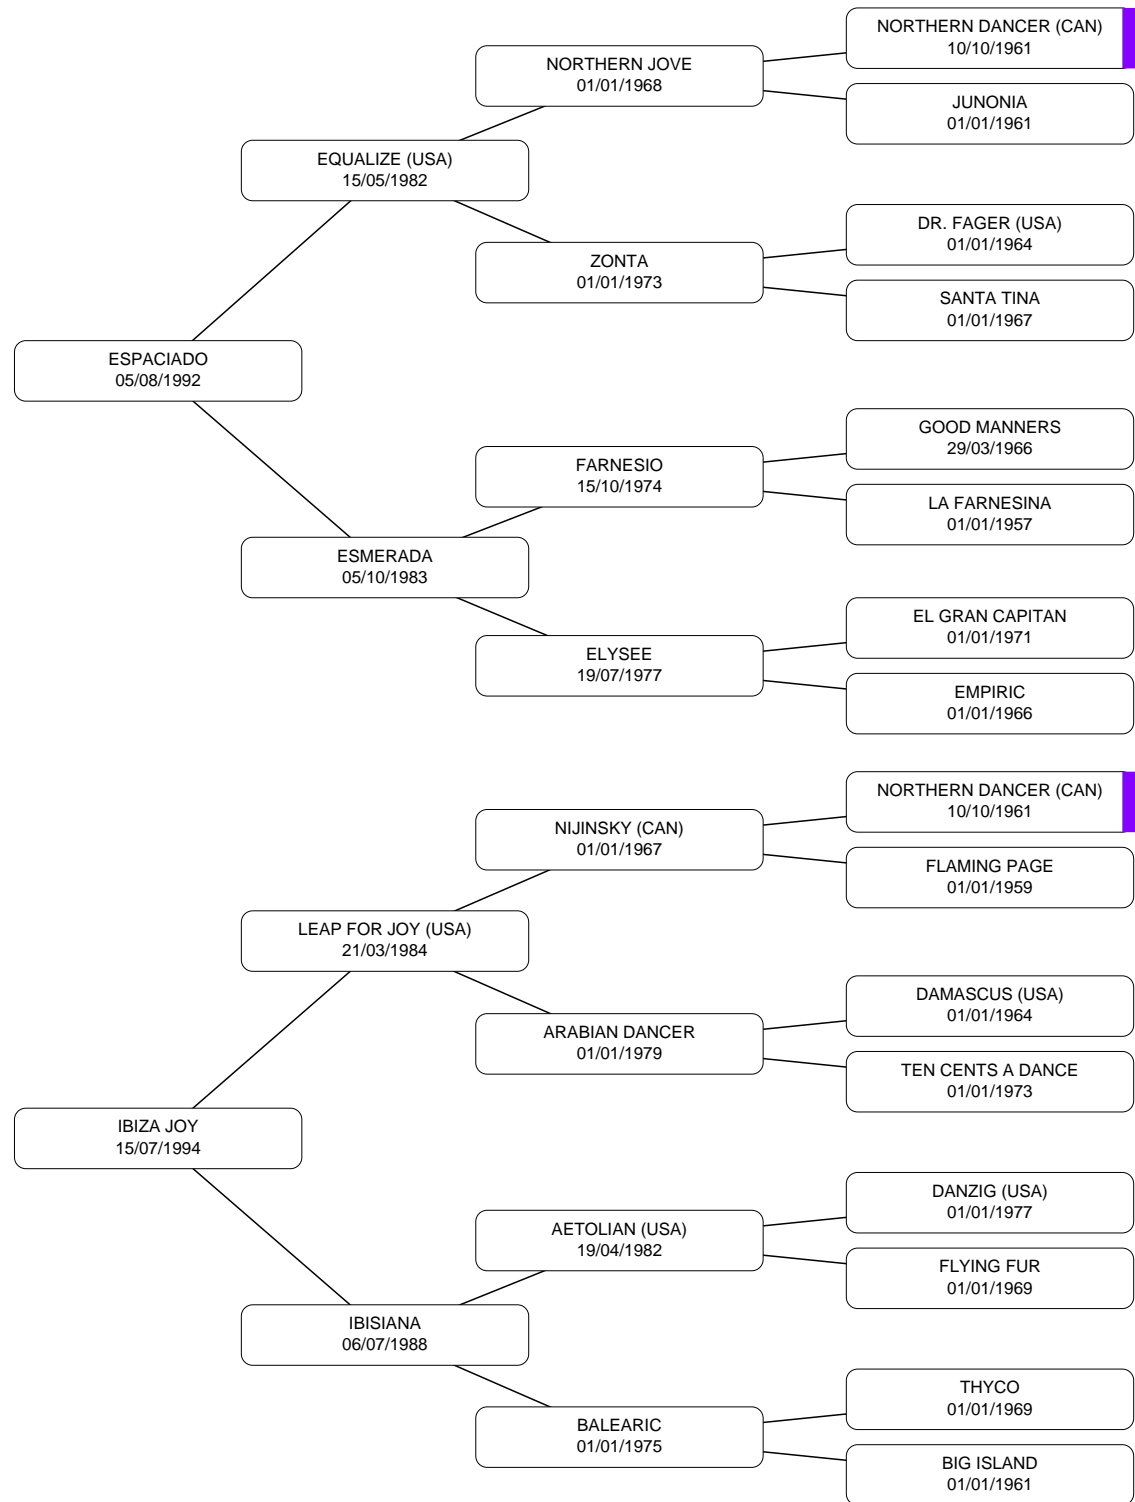 NORTHERN DANCER (CAN)
10/10/1961
NORTHERN JOVE
01/01/1968
JUNONIA
01/01/1961
EQUALIZE (USA)
15/05/1982
DR. FAGER (USA)
01/01/1964
ZONTA
01/01/1973
SANTA TINA
01/01/1967
ESPACIADO
05/08/1992
GOOD MANNERS
29/03/1966
FARNESIO
15/10/1974
LA FARNESINA
01/01/1957
ESMERADA
05/10/1983
EL GRAN CAPITAN
01/01/1971
ELYSEE
19/07/1977
EMPIRIC
01/01/1966
NORTHERN DANCER (CAN)
10/10/1961
NIJINSKY (CAN)
01/01/1967
FLAMING PAGE
01/01/1959
LEAP FOR JOY (USA)
21/03/1984
DAMASCUS (USA)
01/01/1964
ARABIAN DANCER
01/01/1979
TEN CENTS A DANCE
01/01/1973
IBIZA JOY
15/07/1994
DANZIG (USA)
01/01/1977
AETOLIAN (USA)
19/04/1982
FLYING FUR
01/01/1969
IBISIANA
06/07/1988
THYCO
01/01/1969
BALEARIC
01/01/1975
BIG ISLAND
01/01/1961